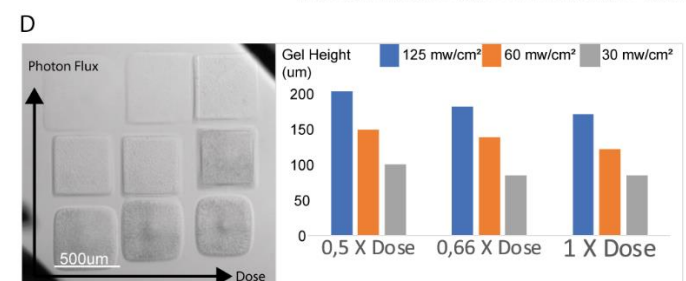 D
Photon Flux
500um
Dose
Gel Height
(um)
125 mw/cm²
60 mw/cm²
30 mw/cm²
200
150
100
50
0
0,5 X Dose
0,66 X Dose
1 X Dose